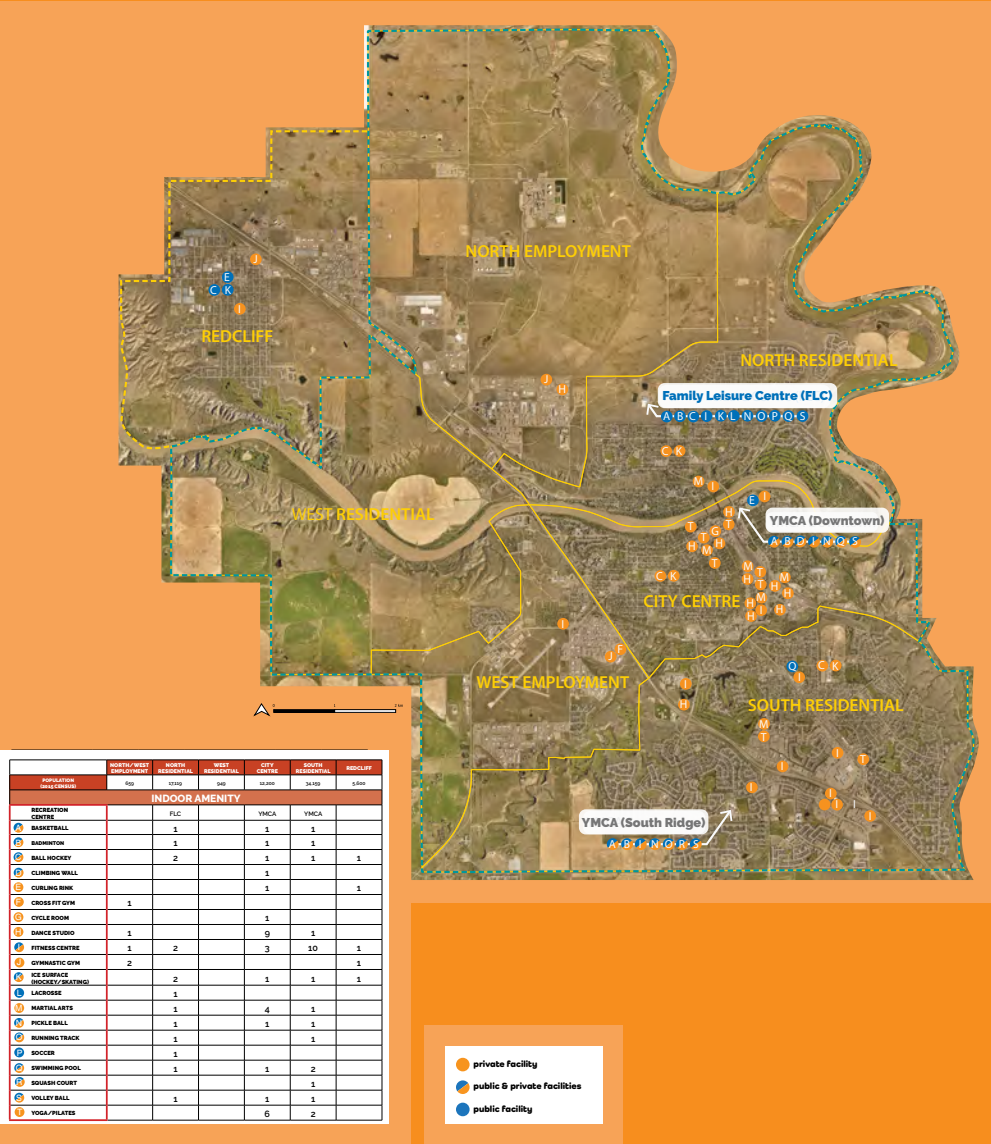 NORTH EMPLOYMENT
J
E
C K
I
REDCLIFF
NORTH RESIDENTIAL
J
H
Family Leisure Centre (FLC)
A•B•C•I•K•L•N•O•P•Q•S
C K
M I
E I
WEST RESIDENTIAL
H
YMCA (Downtown)
T T
G
A•B•D•I•N•Q•S
T
H M H
T
M T
C K
H T H M
H
CITY CENTRE
H M
I H
H
I
J F
Q C K
I
WEST EMPLOYMENT
I
H
SOUTH RESIDENTIAL
0 1 2 km
M
T
I T
I
I
I
I I
I
YMCA (South Ridge)
A•B•I•N•O•R•S
NORTH/WEST EMPLOYMENT NORTH RESIDENTIAL WEST RESIDENTIAL CITY CENTRE SOUTH RESIDENTIAL REDCLIFF
POPULATION (2015 CENSUS) 659 17,119 949 12,200 34,159 5,600
INDOOR AMENITY
RECREATION CENTRE FLC YMCA YMCA
A BASKETBALL 1 1 1
B BADMINTON 1 1 1
C BALL HOCKEY 2 1 1 1
D CLIMBING WALL 1
E CURLING RINK 1 1
F CROSS FIT GYM 1
G CYCLE ROOM 1
H DANCE STUDIO 1 9 1
I FITNESS CENTRE 1 2 3 10 1
J GYMNASTIC GYM 2 1
K ICE SURFACE (HOCKEY/SKATING) 2 1 1 1
L LACROSSE 1
M MARTIAL ARTS 1 4 1
N PICKLE BALL 1 1 1
O RUNNING TRACK 1 1
P SOCCER 1
Q SWIMMING POOL 1 1 2
R SQUASH COURT 1
S VOLLEY BALL 1 1 1
T YOGA/PILATES 6 2
private facility
public & private facilities
public facility